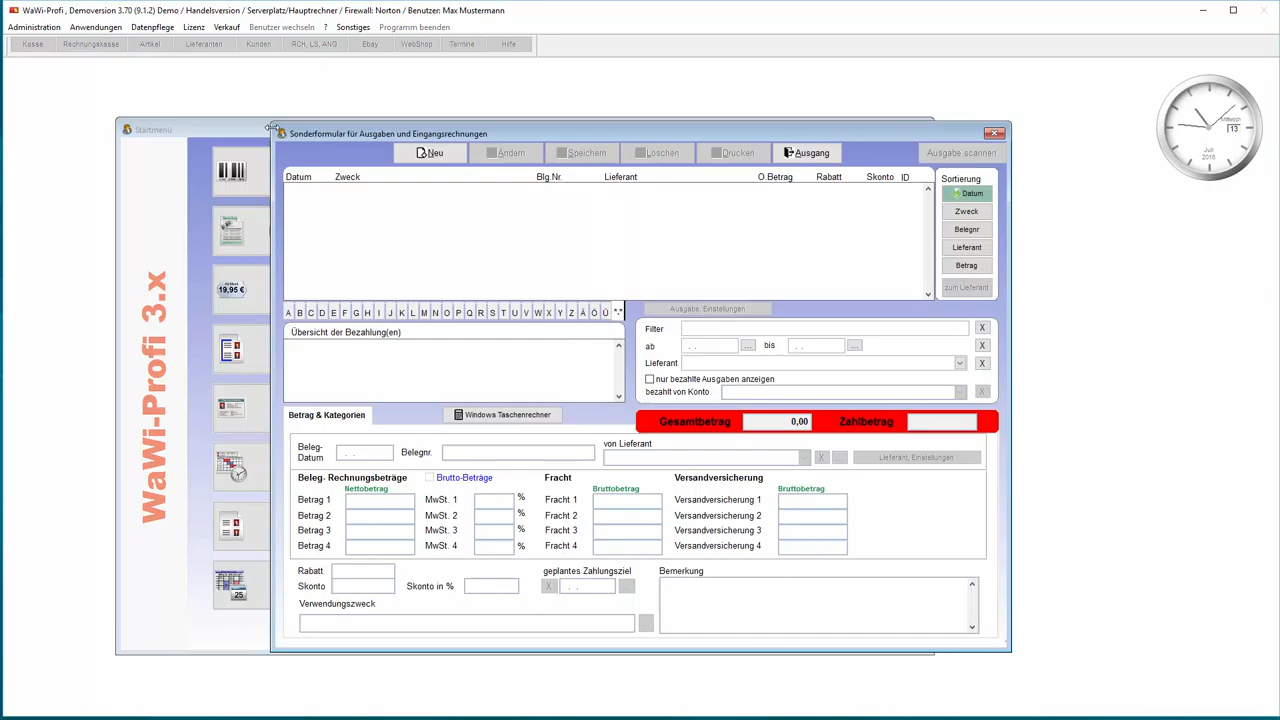 WaWi-Profi , Demoversion 3.70 (9.1.2) Demo / Handelsversion / Serverplatz/Hauptrechner / Firewall: Norton / Benutzer: Max Mustermann
Administration Anwendungen Datenpflege Lizenz Verkauf Benutzer wechseln ? Sonstiges Programm beenden
Kasse Rechnungskasse Artikel Lieferanten Kunden RCH, LS, ANG Ebay WebShop Termine Hilfe
Mittwoch
13
Juli
2016
Startmenü
WaWi-Profi 3.x
Artikel
19,95 €
25
Sonderformular für Ausgaben und Eingangsrechnungen
Neu Ändern Speichern Löschen Drucken Ausgang Ausgabe scannen
Datum Zweck Blg.Nr. Lieferant O.Betrag Rabatt Skonto ID
Sortierung
Datum
Zweck
Belegnr
Lieferant
Betrag
zum Lieferant
A B C D E F G H I J K L M N O P Q R S T U V W X Y Z Ä Ö Ü *.*
Ausgabe, Einstellungen
Übersicht der Bezahlung(en)
Filter X
ab . . ... bis . . ... X
Lieferant X
nur bezahlte Ausgaben anzeigen
bezahlt von Konto X
Betrag & Kategorien Windows Taschenrechner
Gesamtbetrag 0,00 Zahlbetrag
Beleg-Datum . . Belegnr. von Lieferant X ... Lieferant, Einstellungen
Beleg- Rechnungsbeträge Brutto-Beträge Fracht Versandversicherung
Nettobetrag Bruttobetrag Bruttobetrag
Betrag 1 MwSt. 1 % Fracht 1 Versandversicherung 1
Betrag 2 MwSt. 2 % Fracht 2 Versandversicherung 2
Betrag 3 MwSt. 3 % Fracht 3 Versandversicherung 3
Betrag 4 MwSt. 4 % Fracht 4 Versandversicherung 4
Rabatt geplantes Zahlungsziel Bemerkung
Skonto Skonto in % X . . ...
Verwendungszweck